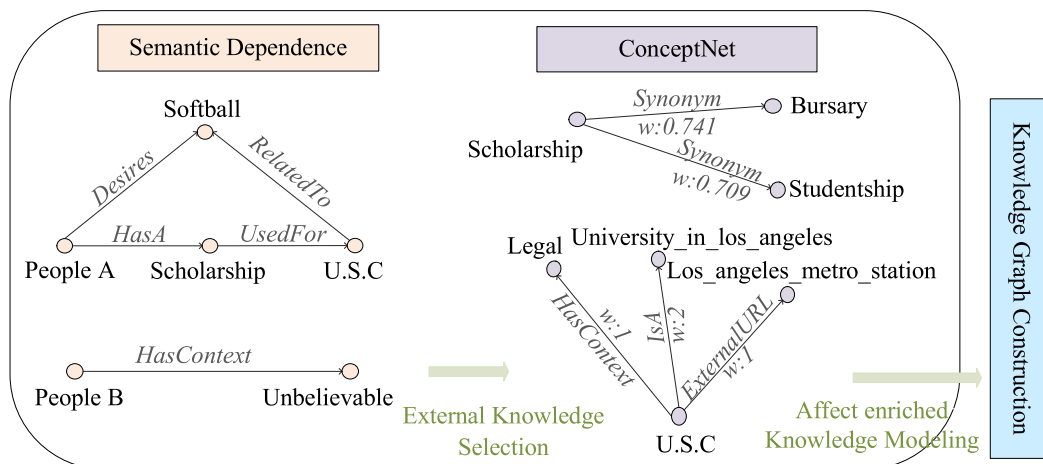 Semantic Dependence
Softball
Desires
RelatedTo
HasA
UsedFor
People A
Scholarship
U.S.C
HasContext
People B
Unbelievable
External Knowledge
Selection
ConceptNet
Synonym
w:0.741
Bursary
Scholarship
Synonym
w:0.709
Studentship
Legal
University_in_los_angeles
Los_angeles_metro_station
w:1
HasContext
IsA
w:2
ExternalURL
w:1
U.S.C
Affect enriched
Knowledge Modeling
Knowledge Graph Construction